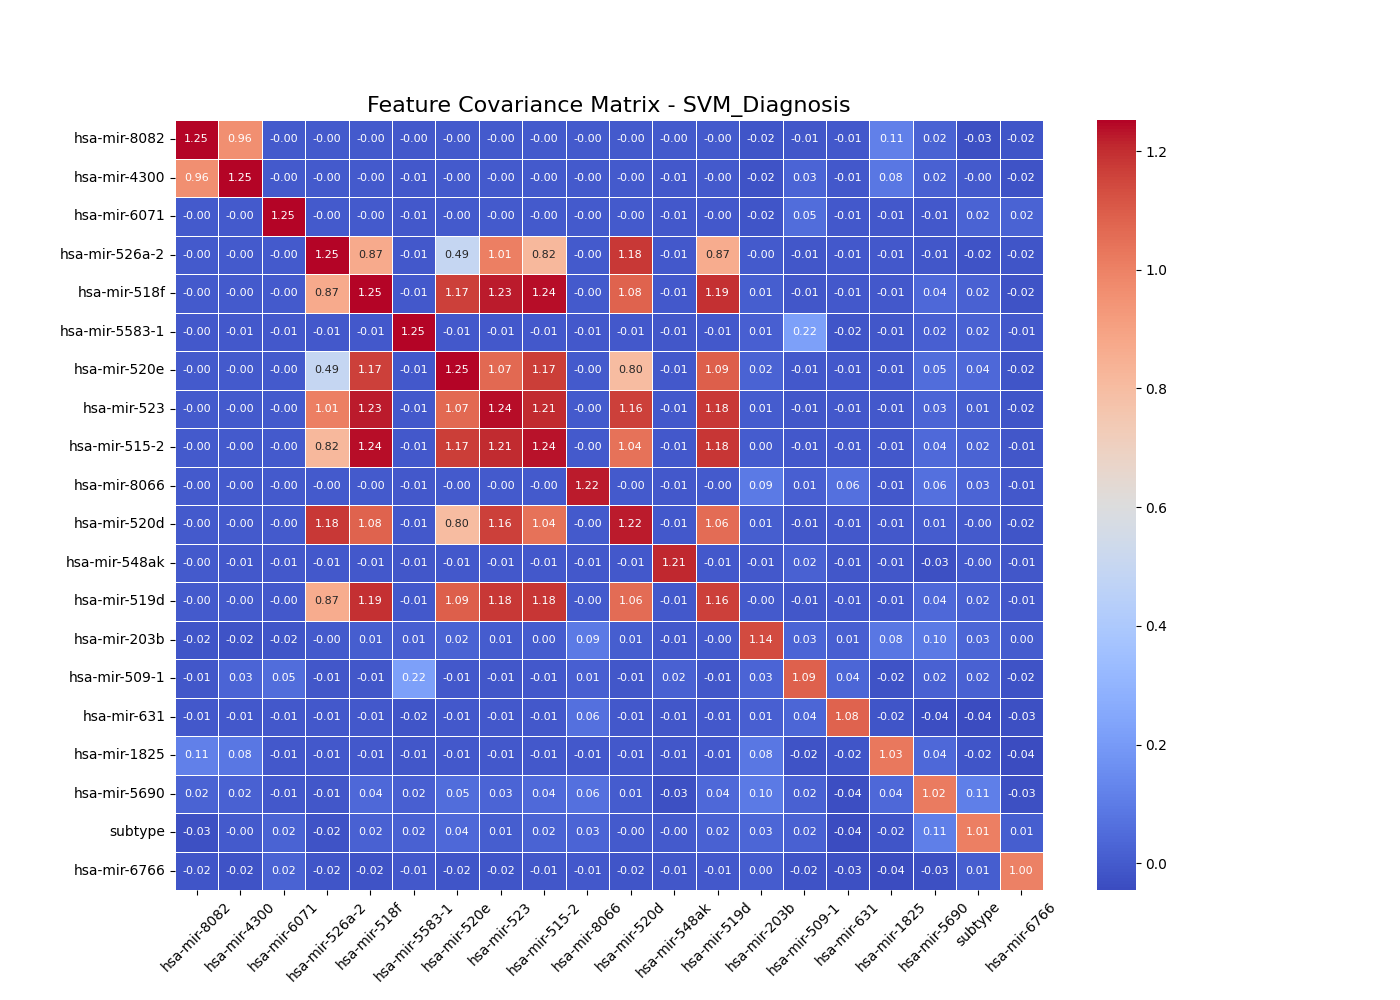 Feature Covariance Matrix - SVM_Diagnosis
hsa-mir-8082 1.25 0.96 -0.00 -0.00 -0.00 -0.00 -0.00 -0.00 -0.00 -0.00 -0.00 -0.00 -0.00 -0.02 -0.01 -0.01 0.11 0.02 -0.03 -0.02
hsa-mir-4300 0.96 1.25 -0.00 -0.00 -0.00 -0.01 -0.00 -0.00 -0.00 -0.00 -0.00 -0.01 -0.00 -0.02 0.03 -0.01 0.08 0.02 -0.00 -0.02
hsa-mir-6071 -0.00 -0.00 1.25 -0.00 -0.00 -0.01 -0.00 -0.00 -0.00 -0.00 -0.00 -0.01 -0.00 -0.02 0.05 -0.01 -0.01 -0.01 0.02 0.02
hsa-mir-526a-2 -0.00 -0.00 -0.00 1.25 0.87 -0.01 0.49 1.01 0.82 -0.00 1.18 -0.01 0.87 -0.00 -0.01 -0.01 -0.01 -0.01 -0.02 -0.02
hsa-mir-518f -0.00 -0.00 -0.00 0.87 1.25 -0.01 1.17 1.23 1.24 -0.00 1.08 -0.01 1.19 0.01 -0.01 -0.01 -0.01 0.04 0.02 -0.02
hsa-mir-5583-1 -0.00 -0.01 -0.01 -0.01 -0.01 1.25 -0.01 -0.01 -0.01 -0.01 -0.01 -0.01 -0.01 0.01 0.22 -0.02 -0.01 0.02 0.02 -0.01
hsa-mir-520e -0.00 -0.00 -0.00 0.49 1.17 -0.01 1.25 1.07 1.17 -0.00 0.80 -0.01 1.09 0.02 -0.01 -0.01 -0.01 0.05 0.04 -0.02
hsa-mir-523 -0.00 -0.00 -0.00 1.01 1.23 -0.01 1.07 1.24 1.21 -0.00 1.16 -0.01 1.18 0.01 -0.01 -0.01 -0.01 0.03 0.01 -0.02
hsa-mir-515-2 -0.00 -0.00 -0.00 0.82 1.24 -0.01 1.17 1.21 1.24 -0.00 1.04 -0.01 1.18 0.00 -0.01 -0.01 -0.01 0.04 0.02 -0.01
hsa-mir-8066 -0.00 -0.00 -0.00 -0.00 -0.00 -0.01 -0.00 -0.00 -0.00 1.22 -0.00 -0.01 -0.00 0.09 0.01 0.06 -0.01 0.06 0.03 -0.01
hsa-mir-520d -0.00 -0.00 -0.00 1.18 1.08 -0.01 0.80 1.16 1.04 -0.00 1.22 -0.01 1.06 0.01 -0.01 -0.01 -0.01 0.01 -0.00 -0.02
hsa-mir-548ak -0.00 -0.01 -0.01 -0.01 -0.01 -0.01 -0.01 -0.01 -0.01 -0.01 -0.01 1.21 -0.01 -0.01 0.02 -0.01 -0.01 -0.03 -0.00 -0.01
hsa-mir-519d -0.00 -0.00 -0.00 0.87 1.19 -0.01 1.09 1.18 1.18 -0.00 1.06 -0.01 1.16 -0.00 -0.01 -0.01 -0.01 0.04 0.02 -0.01
hsa-mir-203b -0.02 -0.02 -0.02 -0.00 0.01 0.01 0.02 0.01 0.00 0.09 0.01 -0.01 -0.00 1.14 0.03 0.01 0.08 0.10 0.03 0.00
hsa-mir-509-1 -0.01 0.03 0.05 -0.01 -0.01 0.22 -0.01 -0.01 -0.01 0.01 -0.01 0.02 -0.01 0.03 1.09 0.04 -0.02 0.02 0.02 -0.02
hsa-mir-631 -0.01 -0.01 -0.01 -0.01 -0.01 -0.02 -0.01 -0.01 -0.01 0.06 -0.01 -0.01 -0.01 0.01 0.04 1.08 -0.02 -0.04 -0.04 -0.03
hsa-mir-1825 0.11 0.08 -0.01 -0.01 -0.01 -0.01 -0.01 -0.01 -0.01 -0.01 -0.01 -0.01 -0.01 0.08 -0.02 -0.02 1.03 0.04 -0.02 -0.04
hsa-mir-5690 0.02 0.02 -0.01 -0.01 0.04 0.02 0.05 0.03 0.04 0.06 0.01 -0.03 0.04 0.10 0.02 -0.04 0.04 1.02 0.11 -0.03
subtype -0.03 -0.00 0.02 -0.02 0.02 0.02 0.04 0.01 0.02 0.03 -0.00 -0.00 0.02 0.03 0.02 -0.04 -0.02 0.11 1.01 0.01
hsa-mir-6766 -0.02 -0.02 0.02 -0.02 -0.02 -0.01 -0.02 -0.02 -0.01 -0.01 -0.02 -0.01 -0.01 0.00 -0.02 -0.03 -0.04 -0.03 0.01 1.00
hsa-mir-8082 hsa-mir-4300 hsa-mir-6071 hsa-mir-526a-2 hsa-mir-518f hsa-mir-5583-1 hsa-mir-520e hsa-mir-523 hsa-mir-515-2 hsa-mir-8066 hsa-mir-520d hsa-mir-548ak hsa-mir-519d hsa-mir-203b hsa-mir-509-1 hsa-mir-631 hsa-mir-1825 hsa-mir-5690 subtype hsa-mir-6766
1.2
1.0
0.8
0.6
0.4
0.2
0.0